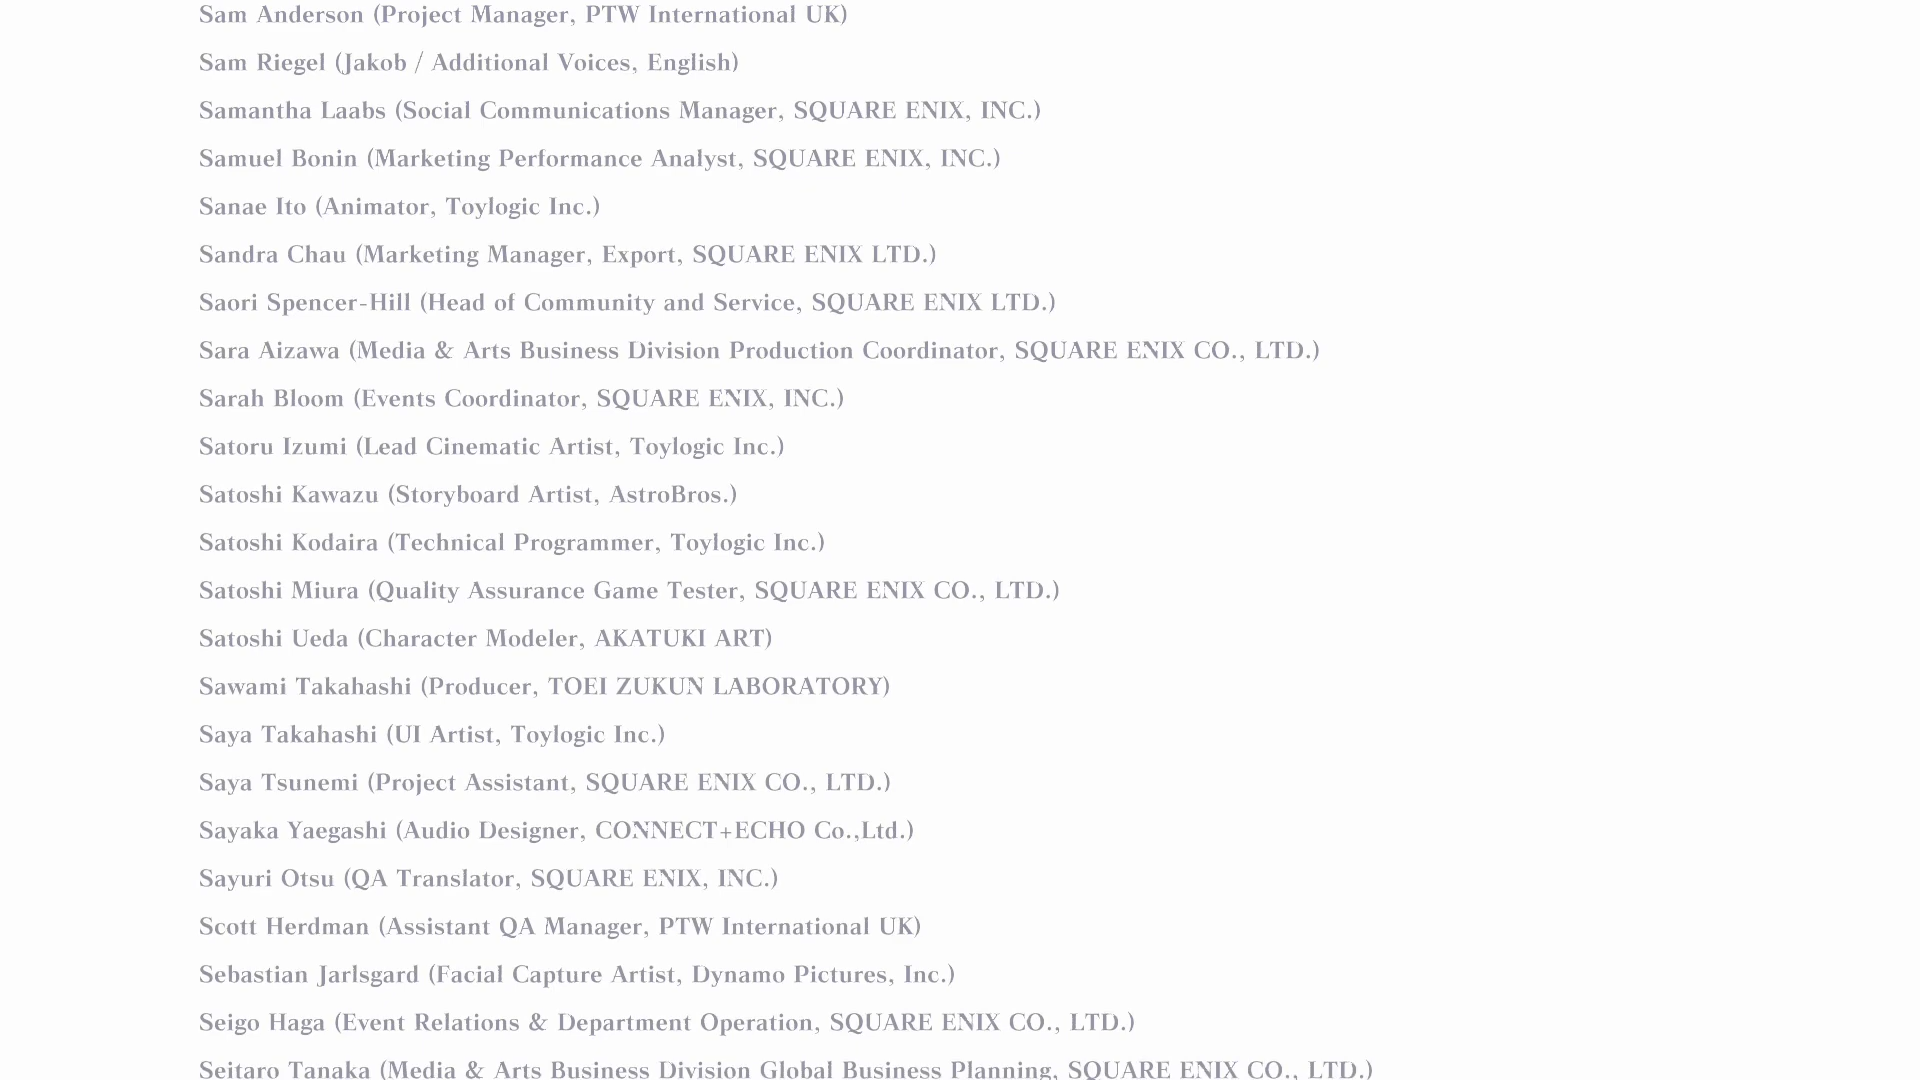 Sam Anderson (Project Manager, PTW International UK)
Sam Riegel (Jakob / Additional Voices, English)
Samantha Laabs (Social Communications Manager, SQUARE ENIX, INC.)
Samuel Bonin (Marketing Performance Analyst, SQUARE ENIX, INC.)
Sanae Ito (Animator, Toylogic Inc.)
Sandra Chau (Marketing Manager, Export, SQUARE ENIX LTD.)
Saori Spencer-Hill (Head of Community and Service, SQUARE ENIX LTD.)
Sara Aizawa (Media & Arts Business Division Production Coordinator, SQUARE ENIX CO., LTD.)
Sarah Bloom (Events Coordinator, SQUARE ENIX, INC.)
Satoru Izumi (Lead Cinematic Artist, Toylogic Inc.)
Satoshi Kawazu (Storyboard Artist, AstroBros.)
Satoshi Kodaira (Technical Programmer, Toylogic Inc.)
Satoshi Miura (Quality Assurance Game Tester, SQUARE ENIX CO., LTD.)
Satoshi Ueda (Character Modeler, AKATUKI ART)
Sawami Takahashi (Producer, TOEI ZUKUN LABORATORY)
Saya Takahashi (UI Artist, Toylogic Inc.)
Saya Tsunemi (Project Assistant, SQUARE ENIX CO., LTD.)
Sayaka Yaegashi (Audio Designer, CONNECT+ECHO Co.,Ltd.)
Sayuri Otsu (QA Translator, SQUARE ENIX, INC.)
Scott Herdman (Assistant QA Manager, PTW International UK)
Sebastian Jarlsgard (Facial Capture Artist, Dynamo Pictures, Inc.)
Seigo Haga (Event Relations & Department Operation, SQUARE ENIX CO., LTD.)
Seitaro Tanaka (Media & Arts Business Division Global Business Planning, SQUARE ENIX CO., LTD.)